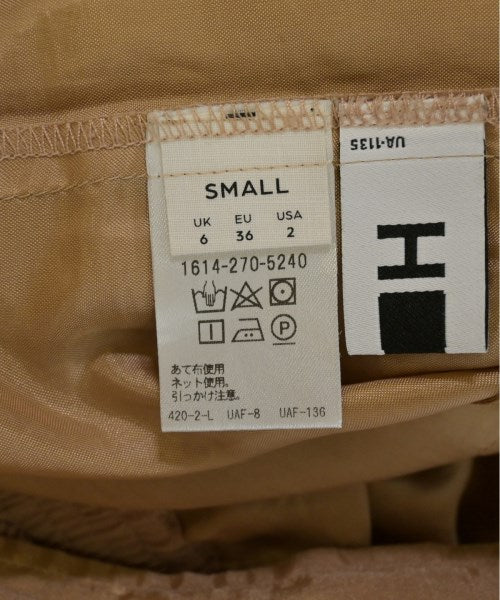 SMALL
UK EU USA
6 36 2
1614-270-5240
P
あて布使用
ネット使用。
引っかけ注意。
420-2-L UAF-8 UAF-136
UA-1135
H